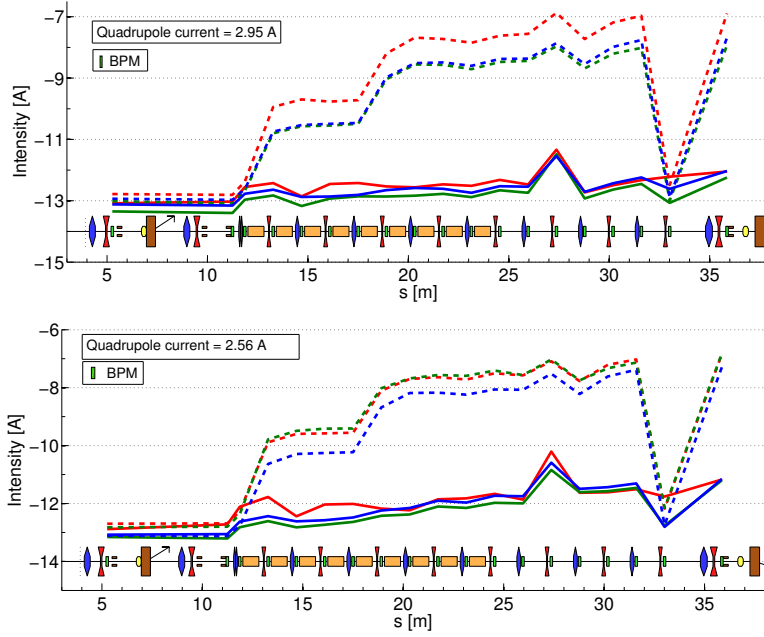 −7
Quadrupole current = 2.95 A
BPM
−9
−11
−13
−15
Intensity [A]
5 10 15 20 25 30 35
s [m]
−6
Quadrupole current = 2.56 A
BPM
−8
−10
−12
−14
Intensity [A]
5 10 15 20 25 30 35
s [m]